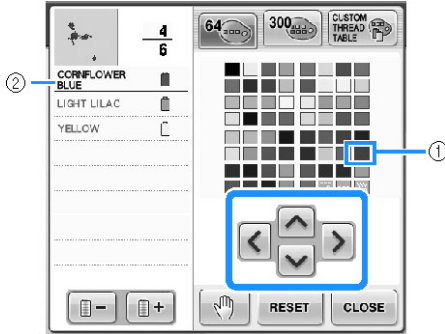 4
6
64
300
CUSTOM
THREAD
TABLE
② CORNFLOWER
BLUE
LIGHT LILAC
YELLOW
①
- +
RESET
CLOSE